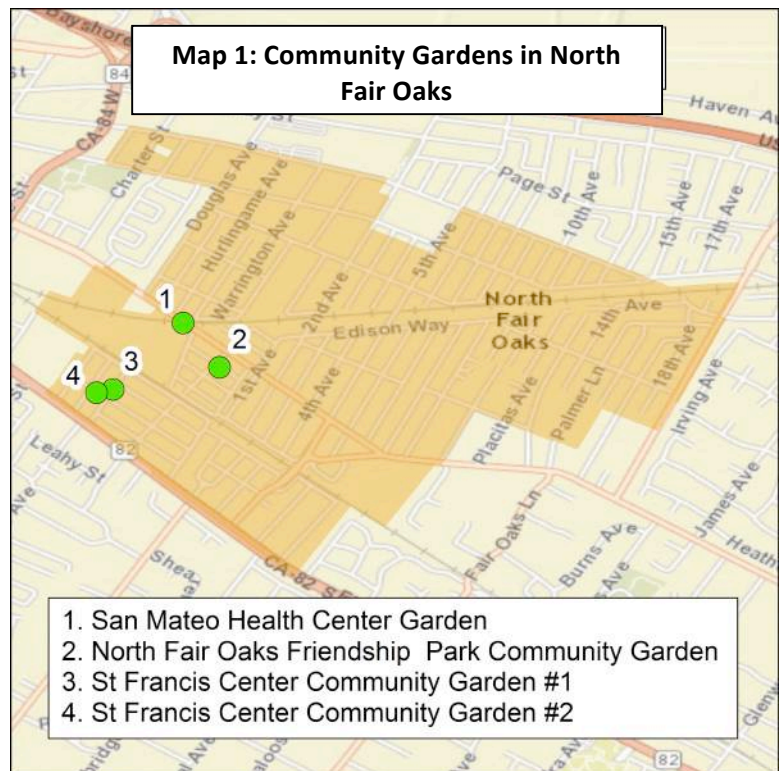 Map 1: Community Gardens in North
Fair Oaks
Bayshore
84
CA-84 W
Haven Av
US
Charter St
Douglas Ave
Hurlingame Ave
Warrington Ave
Page St
10th Ave
15th Ave
17th Ave
5th Ave
2nd Ave
North
Fair
Oaks
14th Ave
Edison Way
18th Ave
1
2
3
4
1st Ave
4th Ave
Placitas Ave
Palmer Ln
Irving Ave
82
Leahy St
Ave
James Ave
Fair Oaks Ln
Burns Ave
Heath
Shea
CA-82 S
1. San Mateo Health Center Garden
2. North Fair Oaks Friendship Park Community Garden
3. St Francis Center Community Garden #1
4. St Francis Center Community Garden #2
Glenw
82